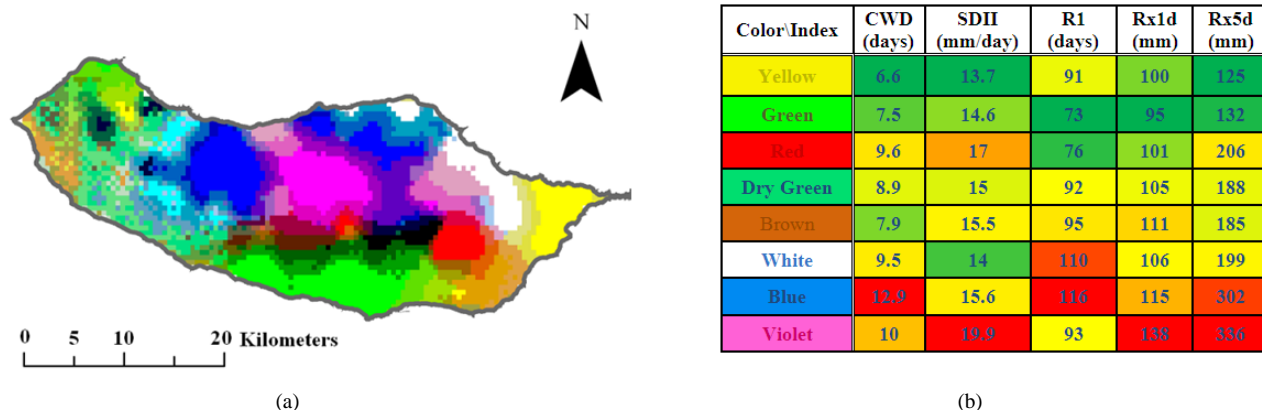 N
0 5 10 20 Kilometers
(a)
Color\Index CWD (days) SDII (mm/day) R1 (days) Rx1d (mm) Rx5d (mm)
Yellow 6.6 13.7 91 100 125
Green 7.5 14.6 73 95 132
Red 9.6 17 76 101 206
Dry Green 8.9 15 92 105 188
Brown 7.9 15.5 95 111 185
White 9.5 14 110 106 199
Blue 12.9 15.6 116 115 302
Violet 10 19.9 93 138 336
(b)